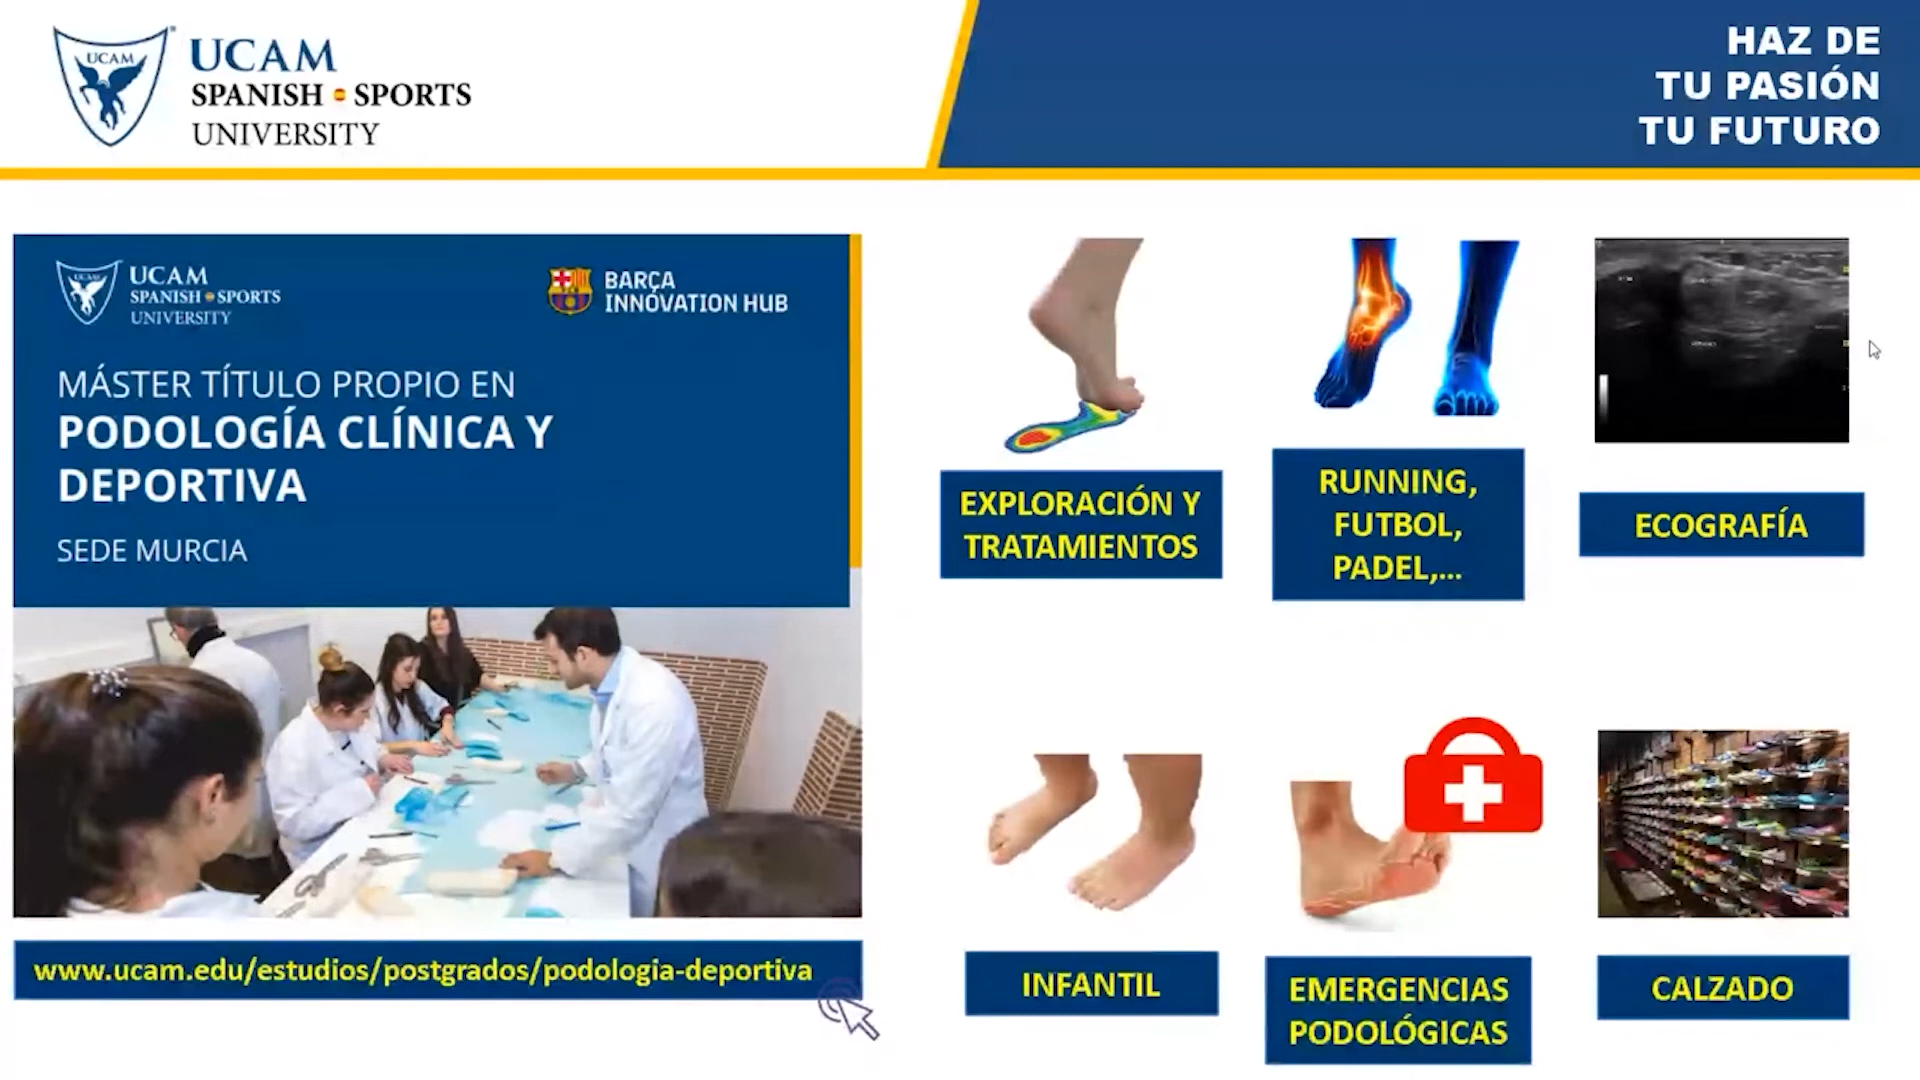 UCAM
UCAM
SPANISH SPORTS
UNIVERSITY
HAZ DE
TU PASIÓN
TU FUTURO
UCAM
SPANISH SPORTS
UNIVERSITY
BARÇA
INNOVATION HUB
MÁSTER TÍTULO PROPIO EN
PODOLOGÍA CLÍNICA Y
DEPORTIVA
SEDE MURCIA
www.ucam.edu/estudios/postgrados/podologia-deportiva
EXPLORACIÓN Y
TRATAMIENTOS
RUNNING,
FUTBOL,
PADEL,...
ECOGRAFÍA
INFANTIL
EMERGENCIAS
PODOLÓGICAS
CALZADO